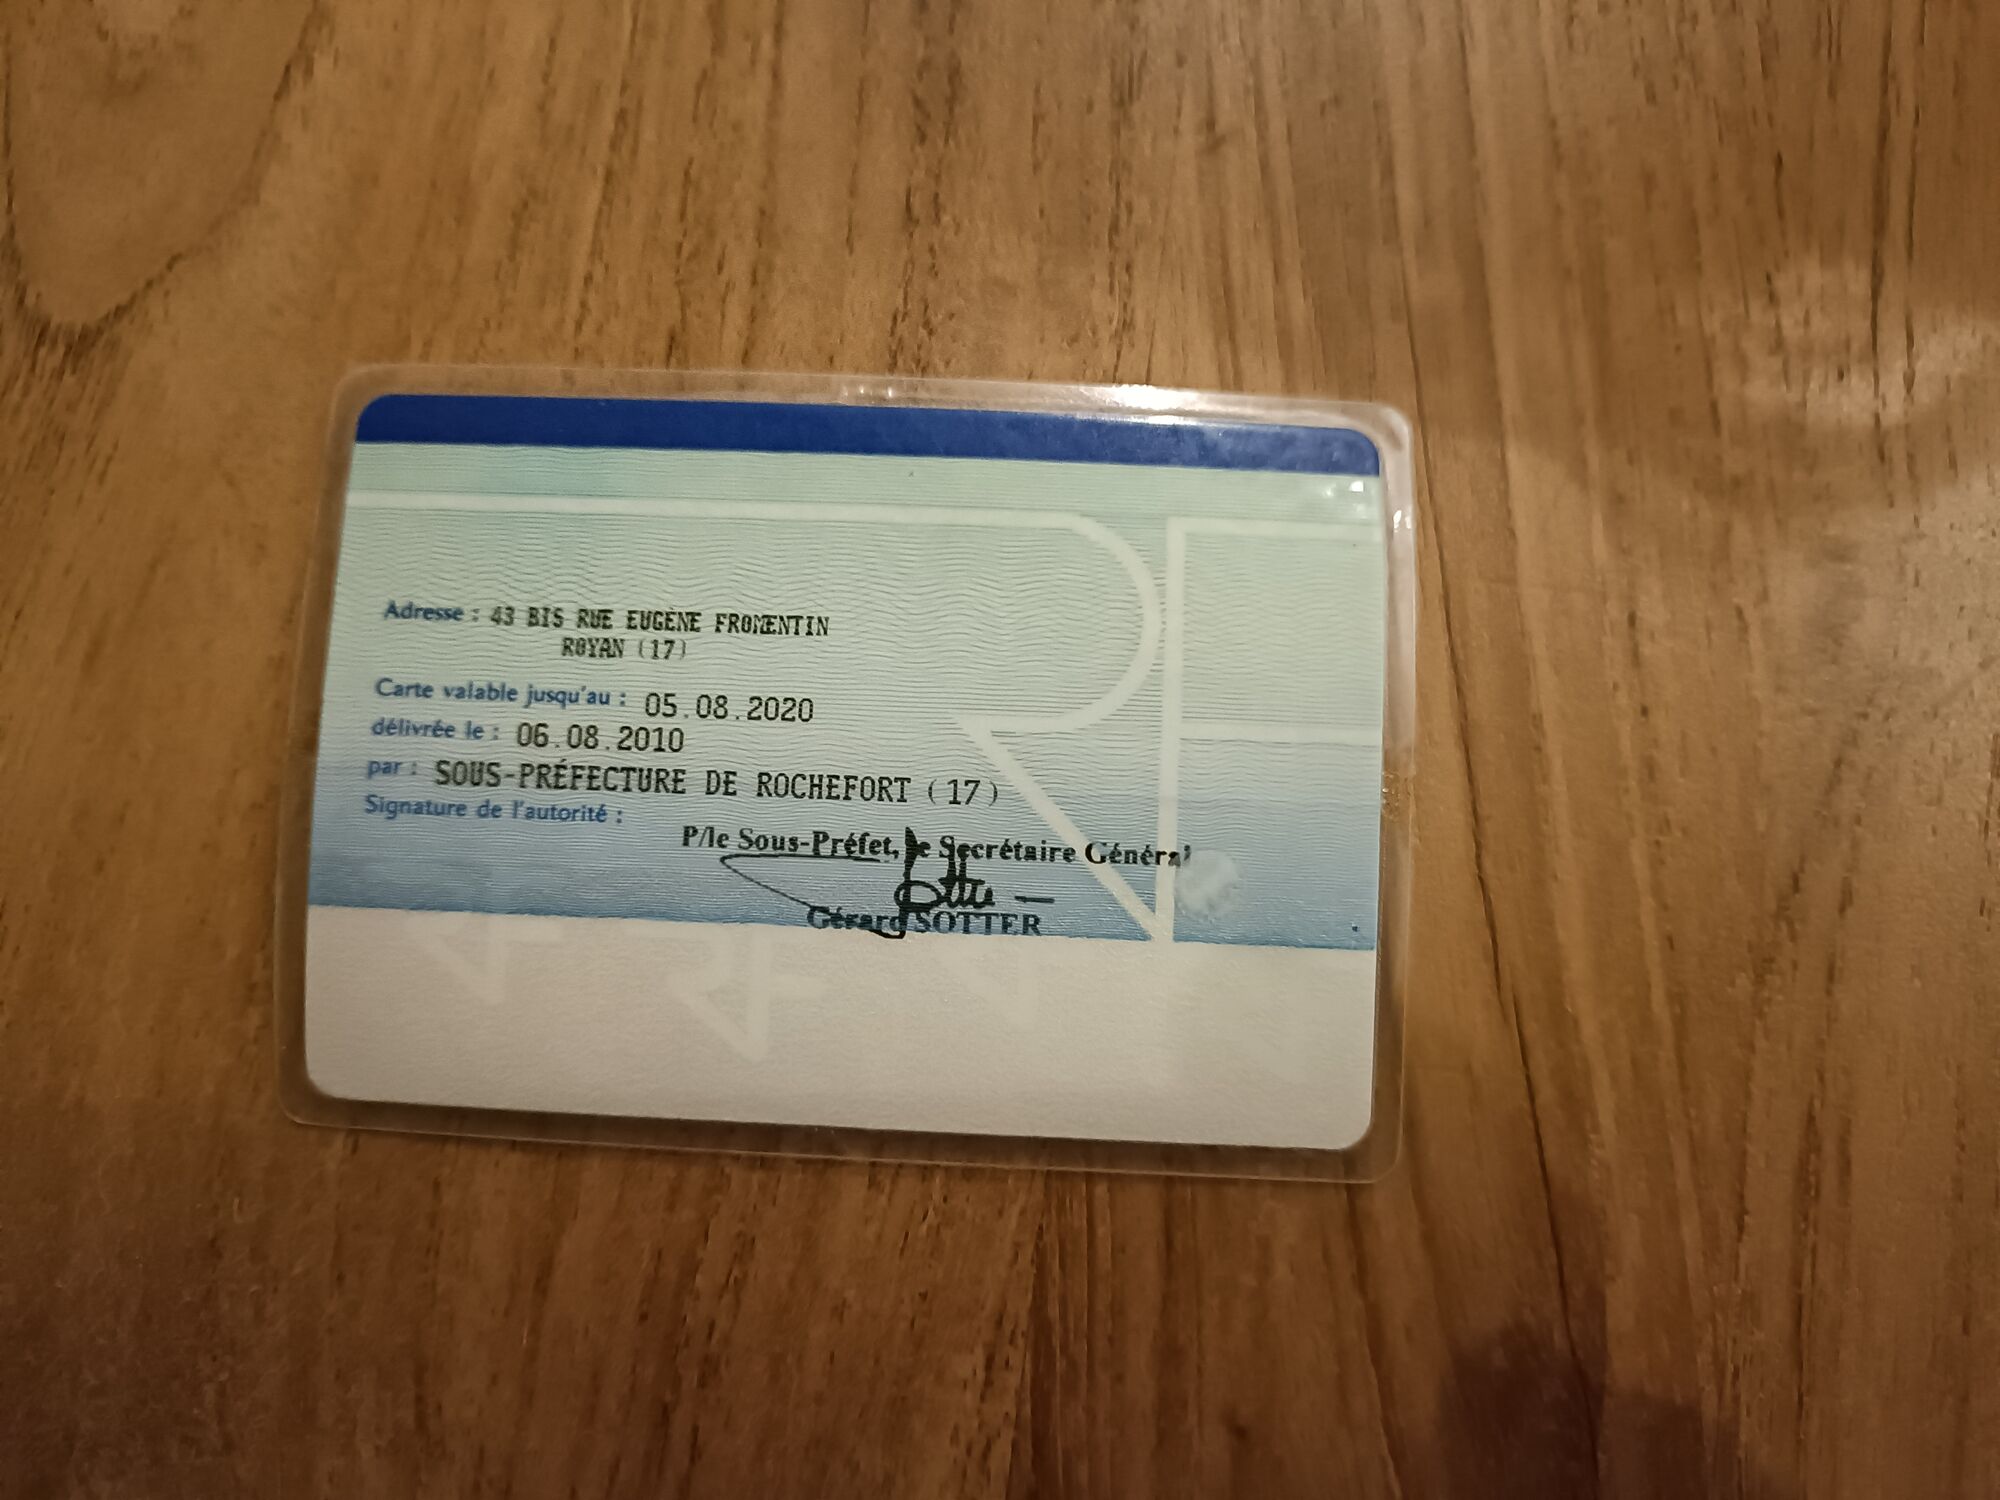 Adresse : 43 BIS RUE EUGÈNE FROMENTIN
ROYAN (17)
Carte valable jusqu'au : 05.08.2020
délivrée le : 06.08.2010
par : SOUS-PRÉFECTURE DE ROCHEFORT (17)
Signature de l'autorité :
P/le Sous-Préfet, le Secrétaire Général
Gérard SOTTER
RF